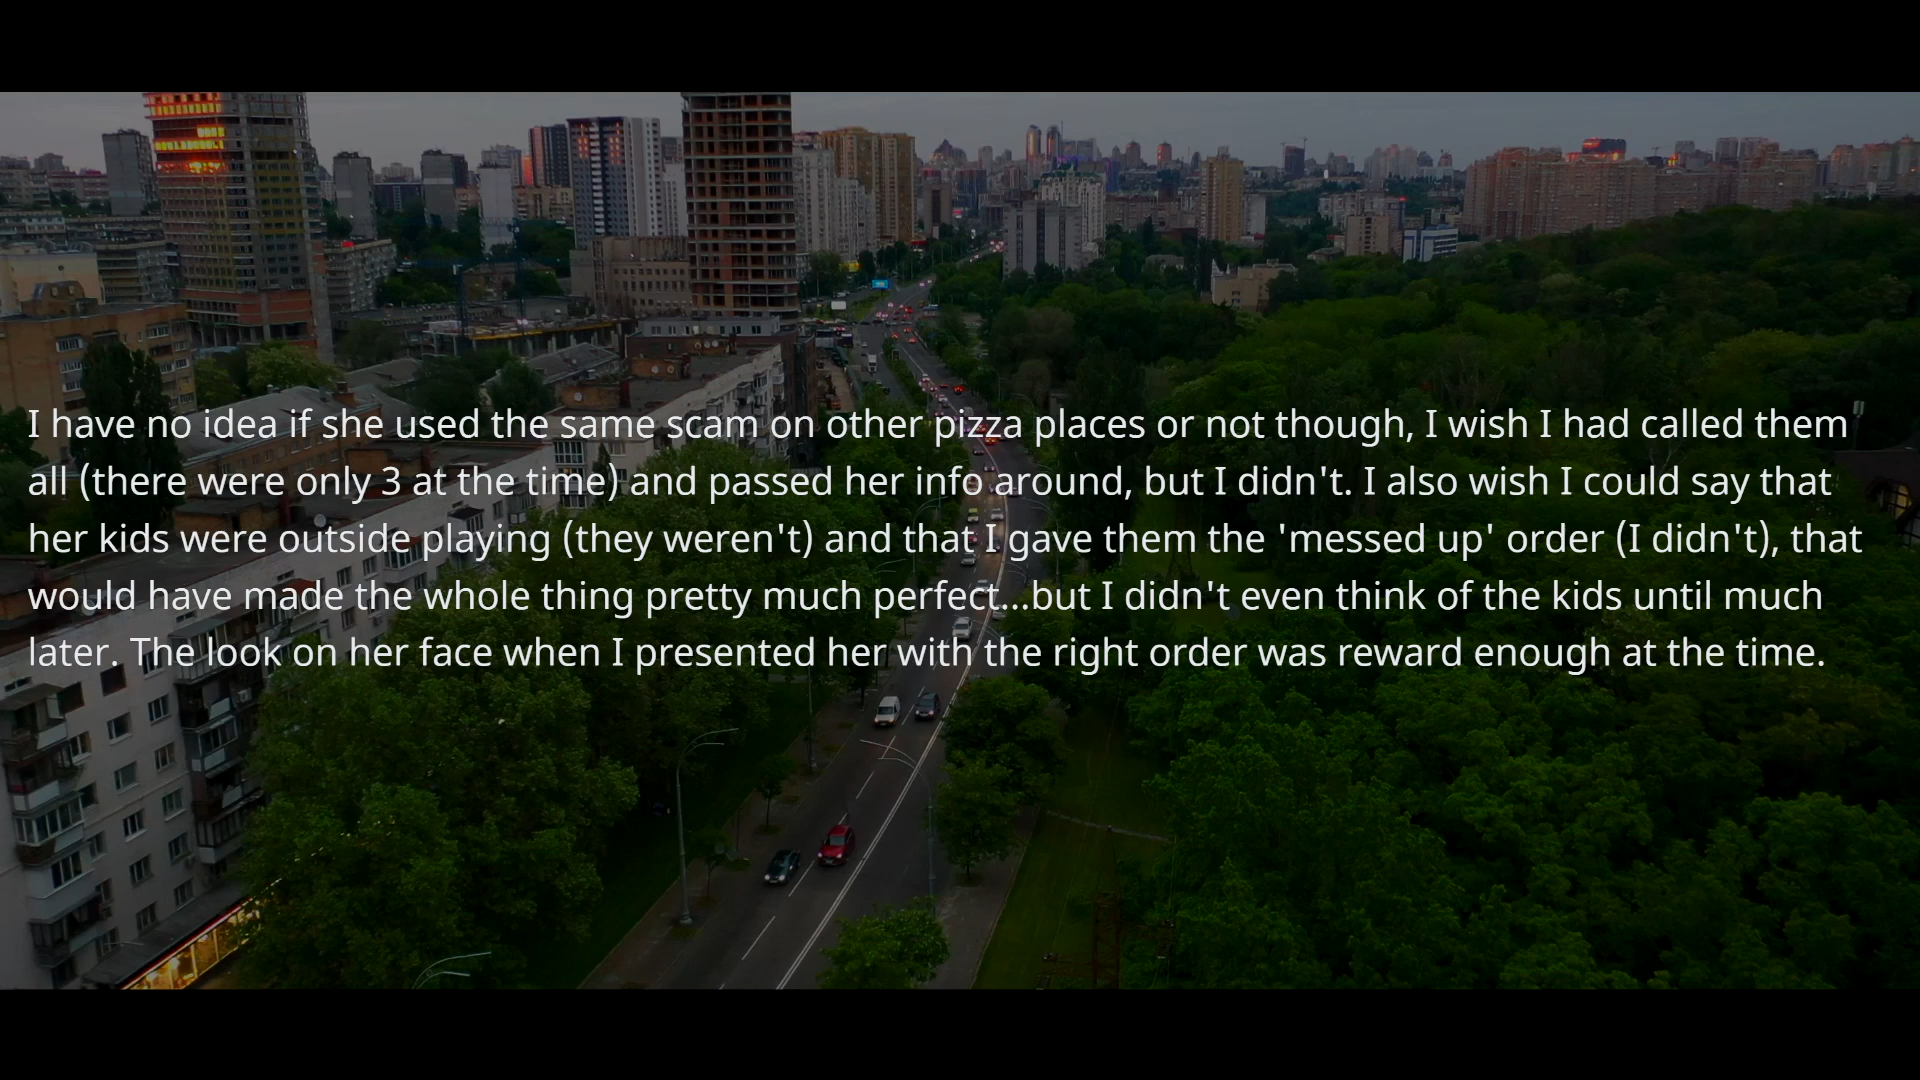 I have no idea if she used the same scam on other pizza places or not though, I wish I had called them
all (there were only 3 at the time) and passed her info around, but I didn't. I also wish I could say that
her kids were outside playing (they weren't) and that I gave them the 'messed up' order (I didn't), that
would have made the whole thing pretty much perfect...but I didn't even think of the kids until much
later. The look on her face when I presented her with the right order was reward enough at the time.